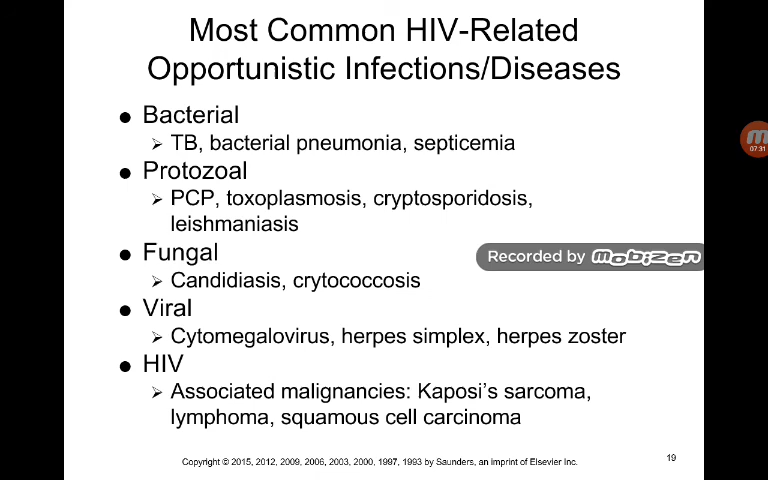 Most Common HIV-Related
Opportunistic Infections/Diseases
● Bacterial
➢ TB, bacterial pneumonia, septicemia
● Protozoal
➢ PCP, toxoplasmosis, cryptosporidosis,
leishmaniasis
● Fungal
➢ Candidiasis, crytococcosis
● Viral
➢ Cytomegalovirus, herpes simplex, herpes zoster
● HIV
➢ Associated malignancies: Kaposi's sarcoma,
lymphoma, squamous cell carcinoma
Recorded by mobizen
m
07:31
19
Copyright © 2015, 2012, 2009, 2006, 2003, 2000, 1997, 1993 by Saunders, an imprint of Elsevier Inc.